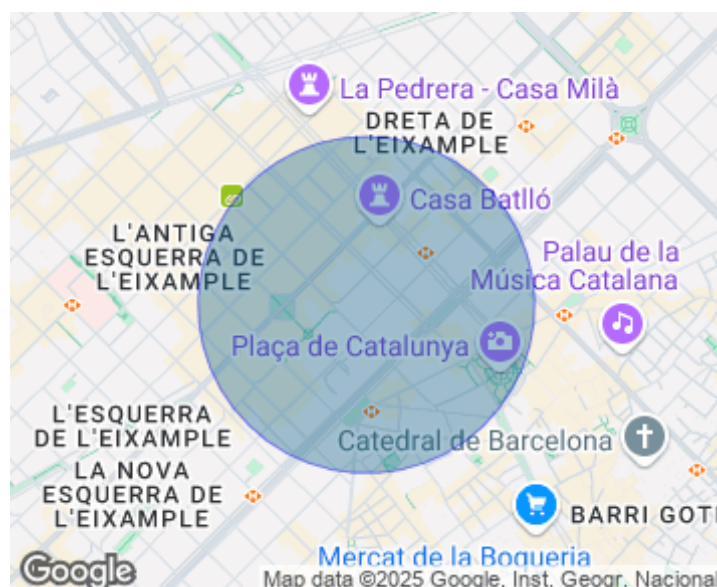 La Pedrera - Casa Milà
DRETA DE
L'EIXAMPLE
Casa Batlló
L'ANTIGA
ESQUERRA DE
L'EIXAMPLE
Palau de la
Música Catalana
Plaça de Catalunya
L'ESQUERRA
DE L'EIXAMPLE
Catedral de Barcelona
LA NOVA
ESQUERRA DE
L'EIXAMPLE
BARRI GOTI
Mercat de la Boqueria
Google
Map data ©2025 Google, Inst. Geogr. Nacional